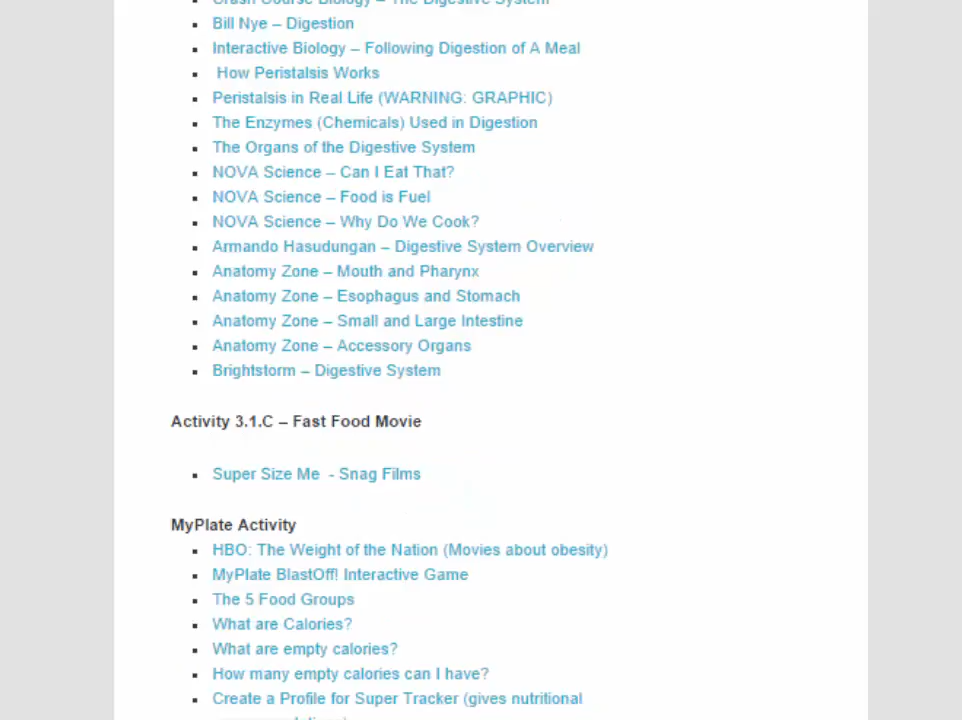 Crash Course Biology – The Digestive System
Bill Nye – Digestion
Interactive Biology – Following Digestion of A Meal
How Peristalsis Works
Peristalsis in Real Life (WARNING: GRAPHIC)
The Enzymes (Chemicals) Used in Digestion
The Organs of the Digestive System
NOVA Science – Can I Eat That?
NOVA Science – Food is Fuel
NOVA Science – Why Do We Cook?
Armando Hasudungan – Digestive System Overview
Anatomy Zone – Mouth and Pharynx
Anatomy Zone – Esophagus and Stomach
Anatomy Zone – Small and Large Intestine
Anatomy Zone – Accessory Organs
Brightstorm – Digestive System
Activity 3.1.C – Fast Food Movie
Super Size Me - Snag Films
MyPlate Activity
HBO: The Weight of the Nation (Movies about obesity)
MyPlate BlastOff! Interactive Game
The 5 Food Groups
What are Calories?
What are empty calories?
How many empty calories can I have?
Create a Profile for Super Tracker (gives nutritional